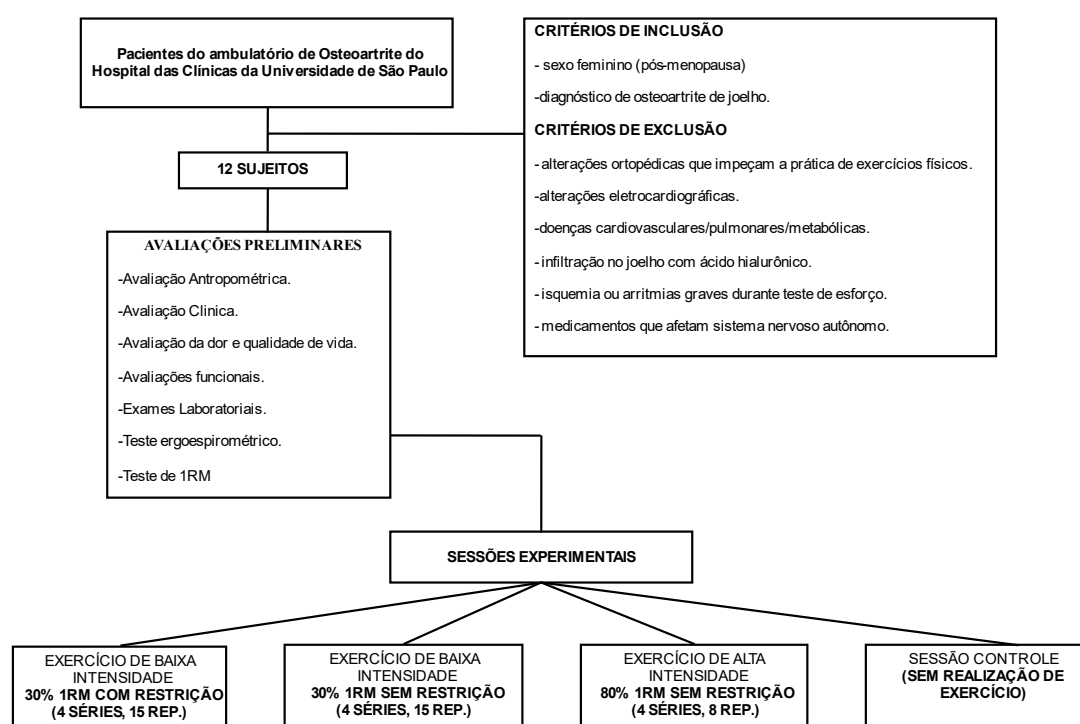 Pacientes do ambulatório de Osteoartrite do
Hospital das Clínicas da Universidade de São Paulo
CRITÉRIOS DE INCLUSÃO
- sexo feminino (pós-menopausa)
-diagnóstico de osteoartrite de joelho.
CRITÉRIOS DE EXCLUSÃO
- alterações ortopédicas que impeçam a prática de exercícios físicos.
-alterações eletrocardiográficas.
-doenças cardiovasculares/pulmonares/metabólicas.
- infiltração no joelho com ácido hialurônico.
- isquemia ou arritmias graves durante teste de esforço.
- medicamentos que afetam sistema nervoso autônomo.
12 SUJEITOS
AVALIAÇÕES PRELIMINARES
-Avaliação Antropométrica.
-Avaliação Clinica.
-Avaliação da dor e qualidade de vida.
-Avaliações funcionais.
-Exames Laboratoriais.
-Teste ergoespirométrico.
-Teste de 1RM
SESSÕES EXPERIMENTAIS
EXERCÍCIO DE BAIXA
INTENSIDADE
30% 1RM COM RESTRIÇÃO
(4 SÉRIES, 15 REP.)
EXERCÍCIO DE BAIXA
INTENSIDADE
30% 1RM SEM RESTRIÇÃO
(4 SÉRIES, 15 REP.)
EXERCÍCIO DE ALTA
INTENSIDADE
80% 1RM SEM RESTRIÇÃO
(4 SÉRIES, 8 REP.)
SESSÃO CONTROLE
(SEM REALIZAÇÃO DE
EXERCÍCIO)